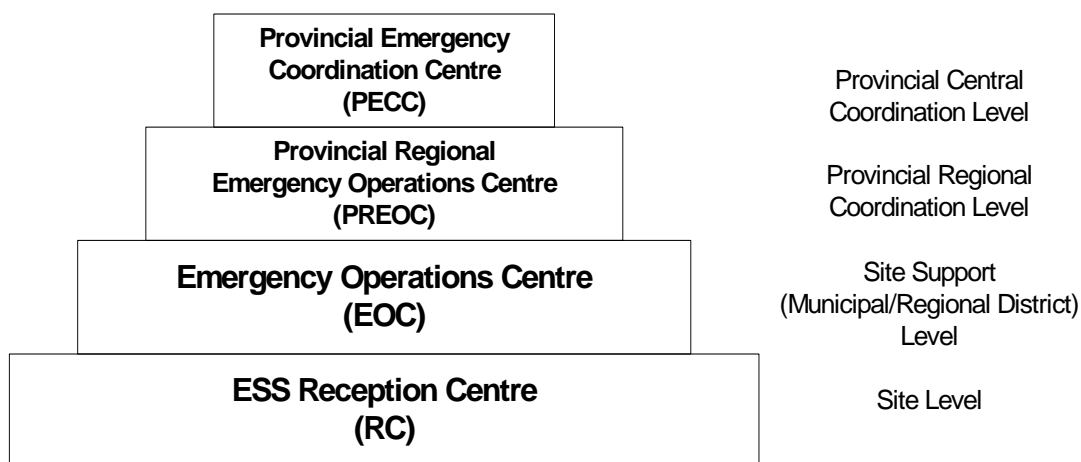 Provincial Emergency
Coordination Centre
(PECC)
Provincial Central
Coordination Level
Provincial Regional
Emergency Operations Centre
(PREOC)
Provincial Regional
Coordination Level
Emergency Operations Centre
(EOC)
Site Support
(Municipal/Regional District)
Level
ESS Reception Centre
(RC)
Site Level